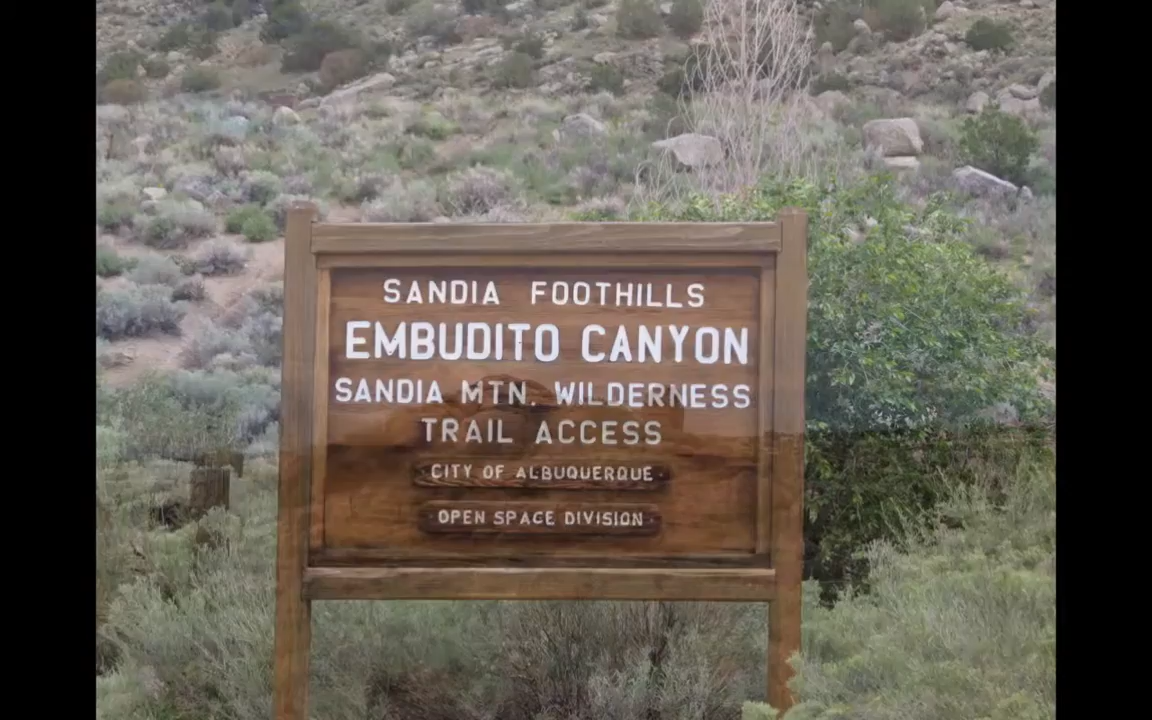 SANDIA FOOTHILLS
EMBUDITO CANYON
SANDIA MTN. WILDERNESS
TRAIL ACCESS
CITY OF ALBUQUERQUE
OPEN SPACE DIVISION